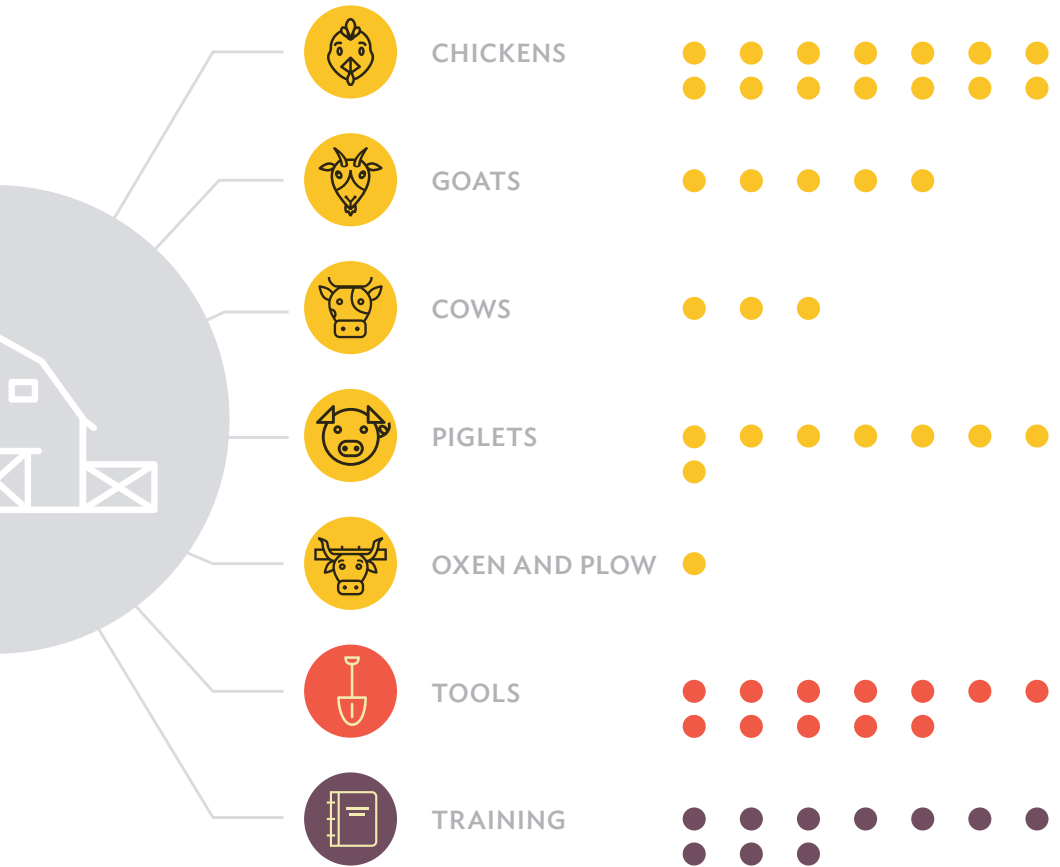 CHICKENS
GOATS
COWS
PIGLETS
OXEN AND PLOW
TOOLS
TRAINING